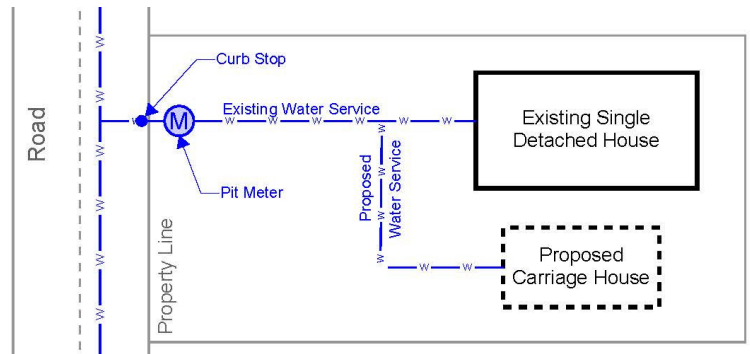 Road
Property Line
Curb Stop
M
Pit Meter
Existing Water Service
W W W W W W
Proposed
Water Service
Existing Single
Detached House
Proposed
Carriage House